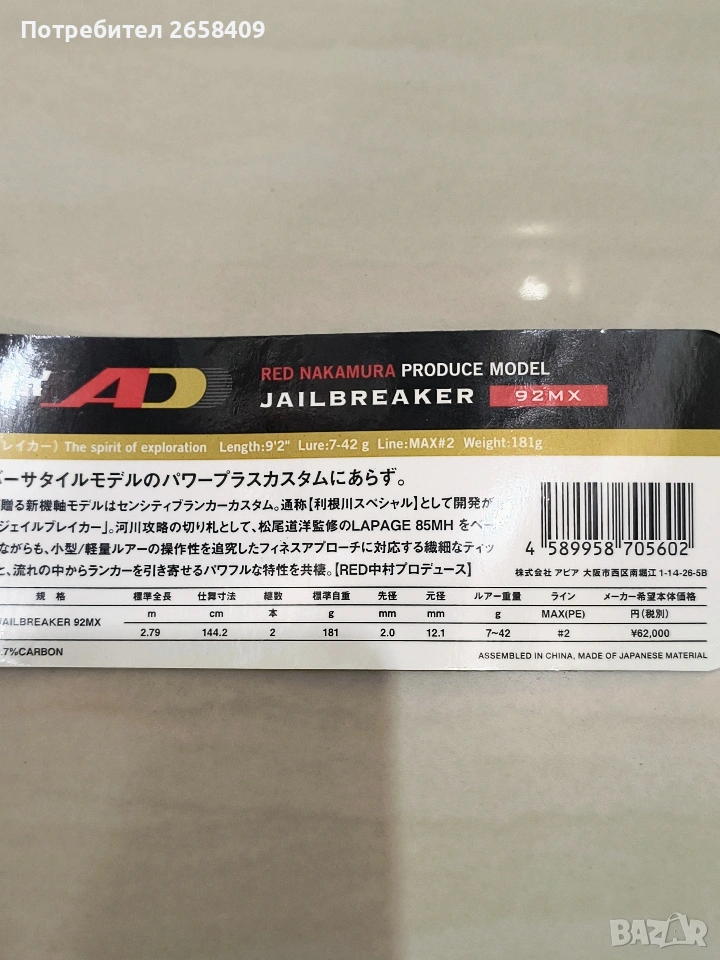 Потребител 2658409
AD
RED NAKAMURA PRODUCE MODEL
JAILBREAKER 92MX
レイカー） The spirit of exploration Length:9'2" Lure:7-42 g Line:MAX#2 Weight:181g
バーサタイルモデルのパワープラスカスタムにあらず。
贈る新機軸モデルはセンシティブランカーカスタム。通称【利根川スペシャル】として開発が
ジェイルブレイカー」。河川攻略の切り札として、松尾道洋監修のLAPAGE 85MH をベー
ながらも、小型/軽量ルアーの操作性を追究したフィネスアプローチに対応する繊細なティッ
と、流れの中からランカーを引き寄せるパワフルな特性を共棲。【RED中村プロデュース】
4 589958 705602
株式会社 アピア 大阪市西区南堀江 1-14-26-5B
規 格 標準全長 仕舞寸法 継数 標準自重 先径 元径 ルアー重量 ライン メーカー希望本体価格
m cm 本 g mm mm g MAX(PE) 円（税別）
JAILBREAKER 92MX 2.79 144.2 2 181 2.0 12.1 7~42 #2 ¥62,000
.7%CARBON
ASSEMBLED IN CHINA, MADE OF JAPANESE MATERIAL
BAZAR